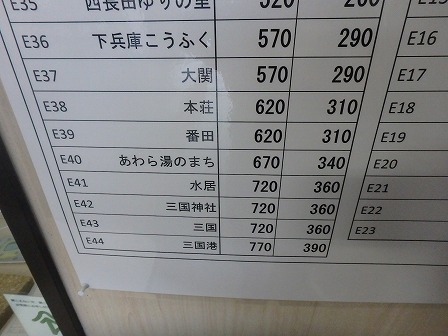 E35 西長田ゆりの里 520 260
E36 下兵庫こうふく 570 290 E16
E37 大関 570 290 E17
E38 本荘 620 310 E18
E39 番田 620 310 E19
E40 あわら湯のまち 670 340 E20
E41 水居 720 360 E21
E42 三国神社 720 360 E22
E43 三国 720 360 E23
E44 三国港 770 390